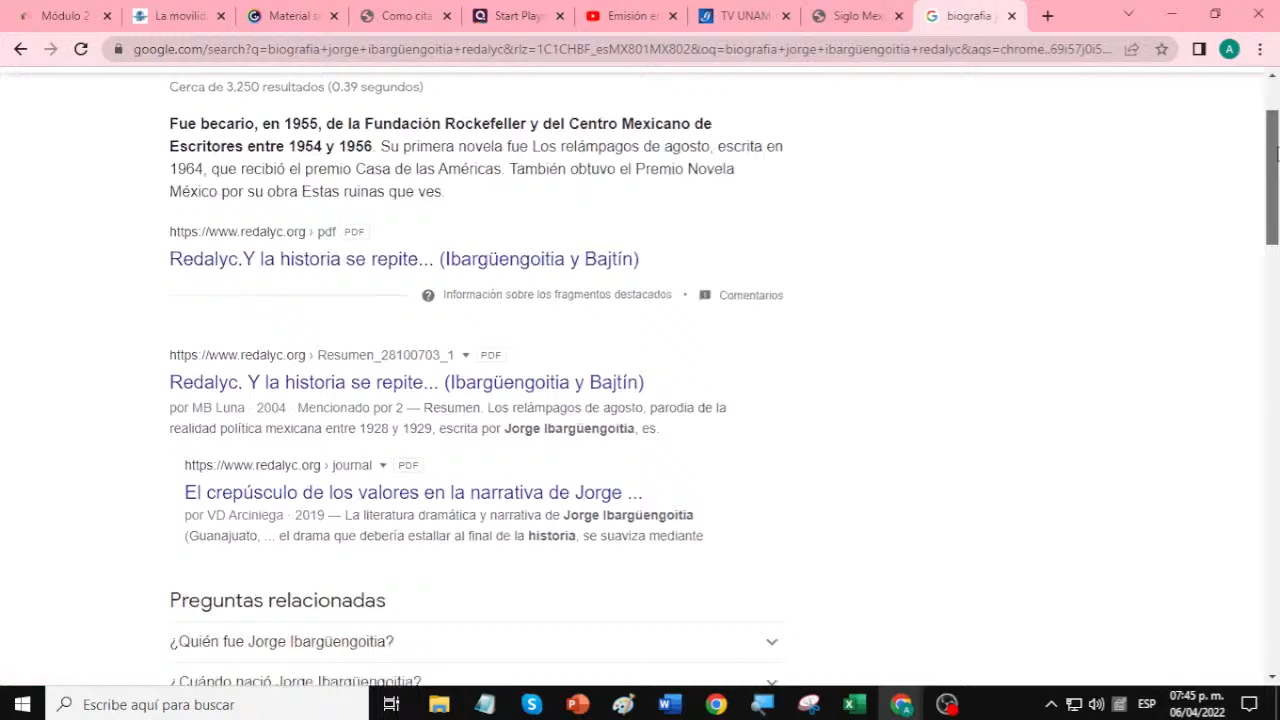 Módulo 2
La movilid
Material se
Como cita
Start Playn
Emisión en
TV UNAM
Siglo Mex
biografia j
google.com/search?q=biografia+jorge+ibargüengoitia+redalyc&rlz=1C1CHBF_esMX801MX802&oq=biografia+jorge+ibargüengoitia+redalyc&aqs=chrome..69i57j0i5...
A
Cerca de 3,250 resultados (0.39 segundos)
Fue becario, en 1955, de la Fundación Rockefeller y del Centro Mexicano de
Escritores entre 1954 y 1956. Su primera novela fue Los relámpagos de agosto, escrita en
1964, que recibió el premio Casa de las Américas. También obtuvo el Premio Novela
México por su obra Estas ruinas que ves.
https://www.redalyc.org › pdf PDF
Redalyc.Y la historia se repite... (Ibargüengoitia y Bajtín)
Información sobre los fragmentos destacados • Comentarios
https://www.redalyc.org › Resumen_28100703_1 PDF
Redalyc. Y la historia se repite... (Ibargüengoitia y Bajtín)
por MB Luna · 2004 · Mencionado por 2 — Resumen. Los relámpagos de agosto, parodia de la
realidad política mexicana entre 1928 y 1929, escrita por Jorge Ibargüengoitia, es.
https://www.redalyc.org › journal PDF
El crepúsculo de los valores en la narrativa de Jorge ...
por VD Arciniega · 2019 — La literatura dramática y narrativa de Jorge Ibargüengoitia
(Guanajuato, ... el drama que debería estallar al final de la historia, se suaviza mediante
Preguntas relacionadas
¿Quién fue Jorge Ibargüengoitia?
¿Cuándo nació Jorge Ibargüengoitia?
Escribe aquí para buscar
ESP
07:45 p. m.
06/04/2022